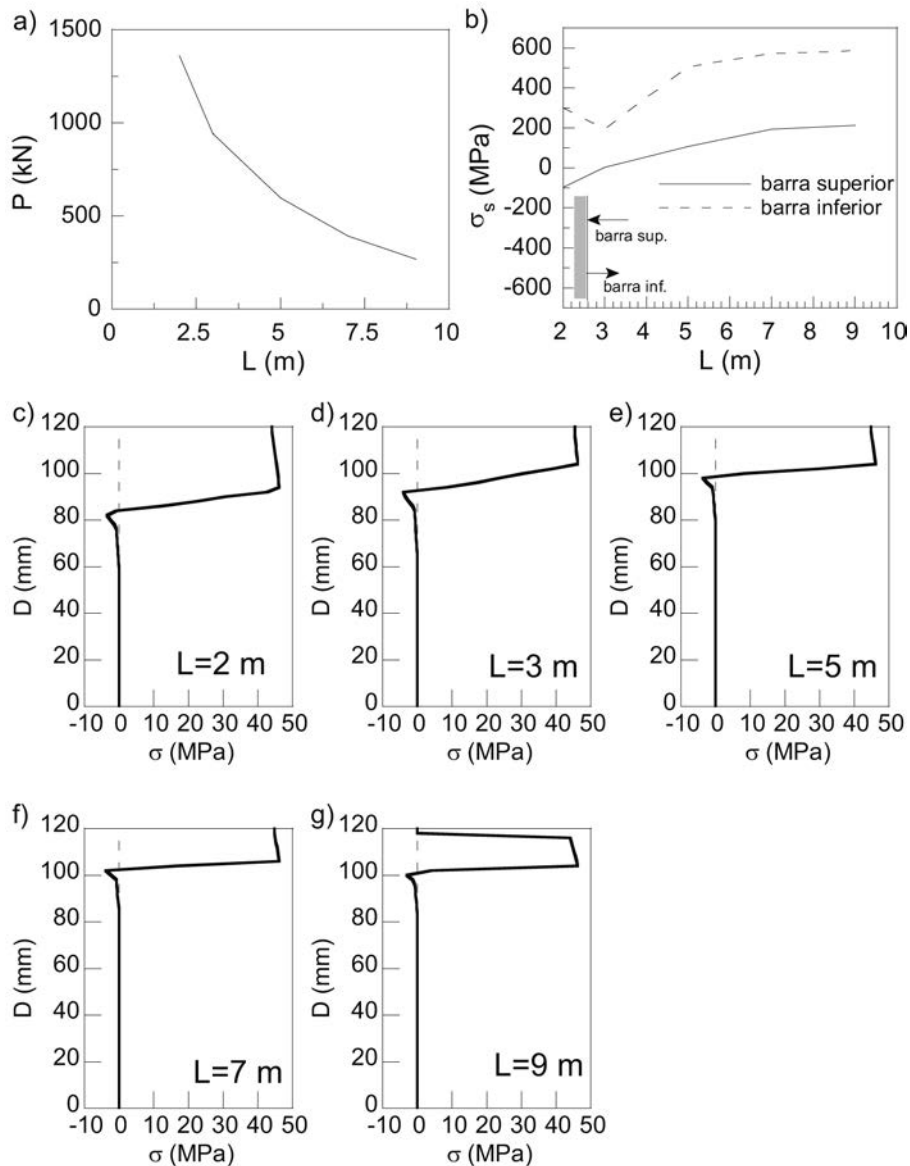 a)
1500
1000
500
0
P (kN)
0
2.5
5
7.5
10
L (m)
b)
600
400
200
0
-200
-400
-600
σs (MPa)
barra superior
barra inferior
barra sup.
barra inf.
2
3
4
5
6
7
8
9
10
L (m)
c)
120
100
80
60
40
20
0
D (mm)
L=2 m
-10 0 10 20 30 40 50
σ (MPa)
d)
120
100
80
60
40
20
0
D (mm)
L=3 m
-10 0 10 20 30 40 50
σ (MPa)
e)
120
100
80
60
40
20
0
D (mm)
L=5 m
-10 0 10 20 30 40 50
σ (MPa)
f)
120
100
80
60
40
20
0
D (mm)
L=7 m
-10 0 10 20 30 40 50
σ (MPa)
g)
120
100
80
60
40
20
0
D (mm)
L=9 m
-10 0 10 20 30 40 50
σ (MPa)